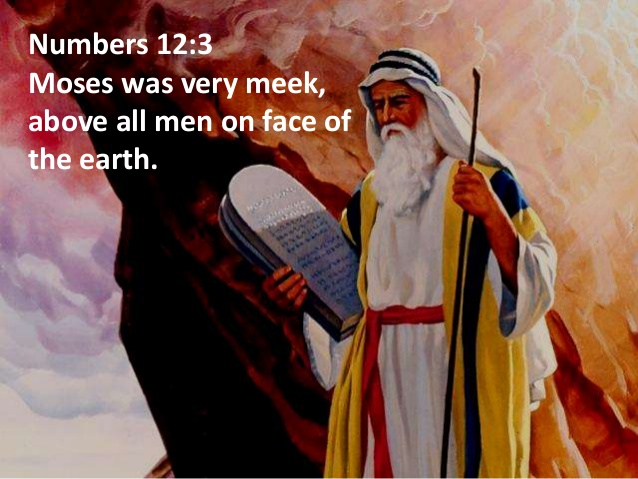 Numbers 12:3
Moses was very meek,
above all men on face of
the earth.